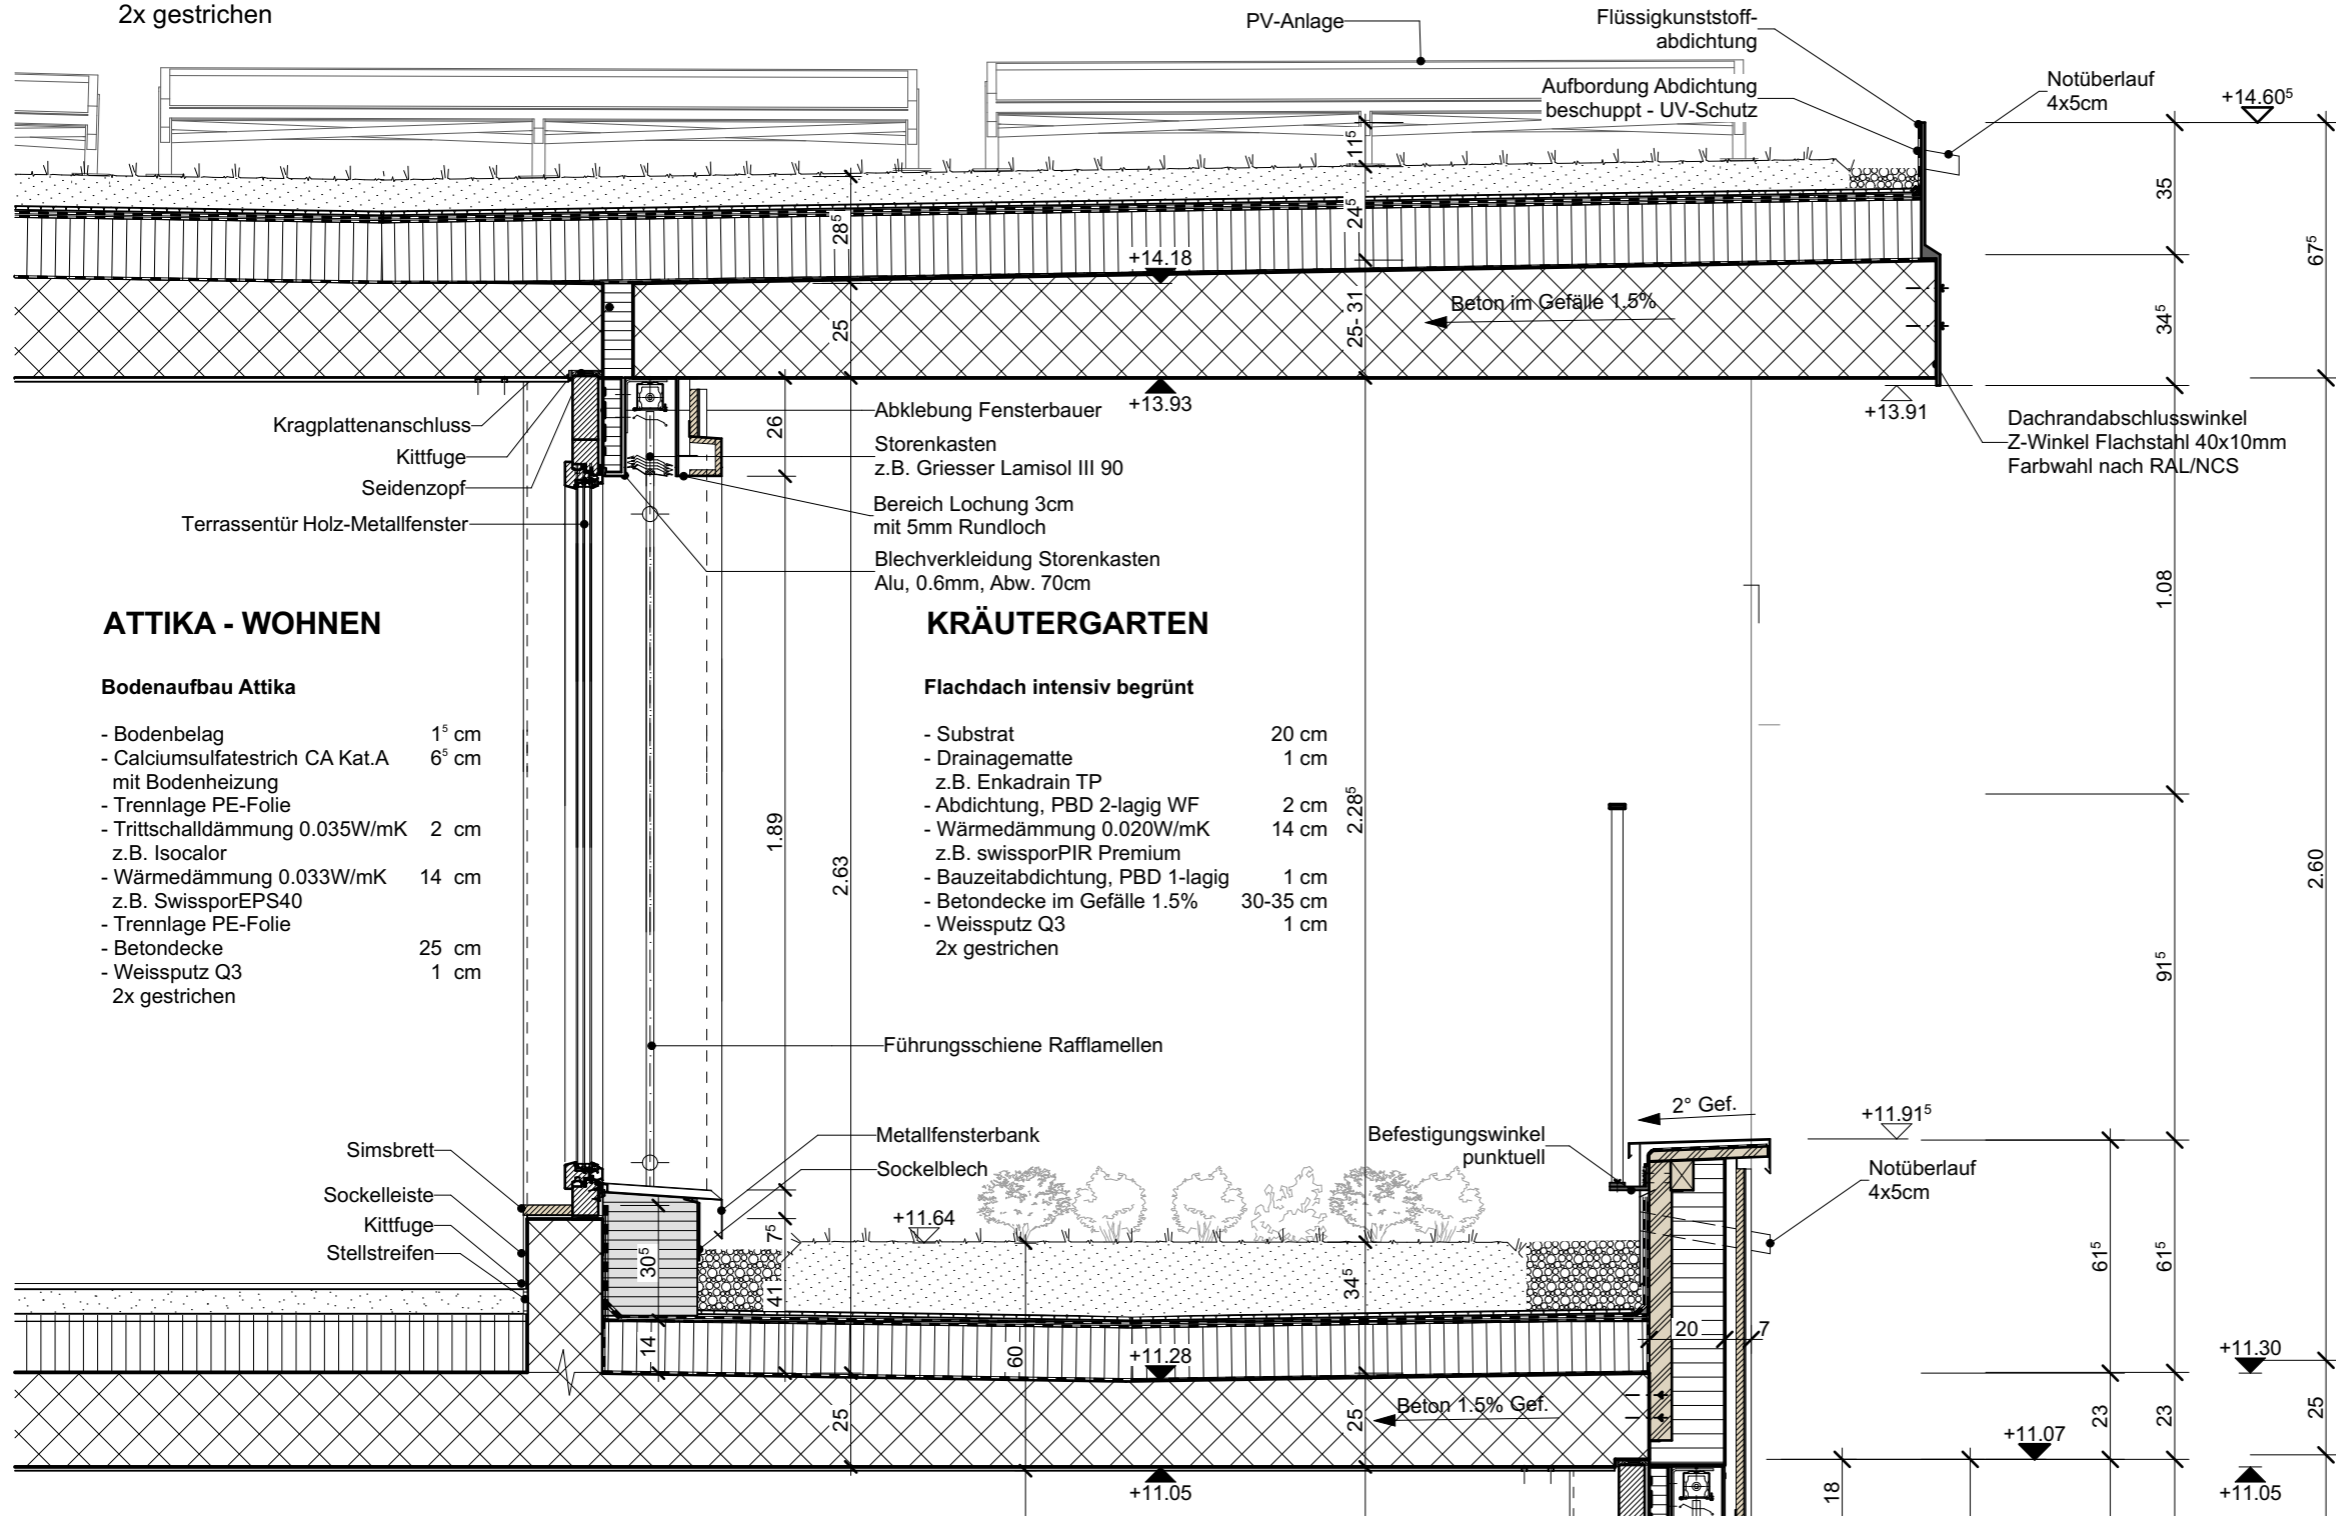 2x gestrichen
PV-Anlage
Flüssigkunststoff-
abdichtung
Aufbordung Abdichtung
beschuppt - UV-Schutz
Notüberlauf
4x5cm
+14.60⁵
11⁵
35
67⁵
28⁵
24⁵
+14.18
25
25- 31
Beton im Gefälle 1.5%
34⁵
+13.93
+13.91
26
Kragplattenanschluss
Kittfuge
Seidenzopf
Terrassentür Holz-Metallfenster
Abklebung Fensterbauer
Storenkasten
z.B. Griesser Lamisol III 90
Bereich Lochung 3cm
mit 5mm Rundloch
Blechverkleidung Storenkasten
Alu, 0.6mm, Abw. 70cm
Dachrandabschlusswinkel
Z-Winkel Flachstahl 40x10mm
Farbwahl nach RAL/NCS
1.08
ATTIKA - WOHNEN
Bodenaufbau Attika
- Bodenbelag 1⁵ cm
- Calciumsulfatestrich CA Kat.A 6⁵ cm
mit Bodenheizung
- Trennlage PE-Folie
- Trittschalldämmung 0.035W/mK 2 cm
z.B. Isocalor
- Wärmedämmung 0.033W/mK 14 cm
z.B. SwissporEPS40
- Trennlage PE-Folie
- Betondecke 25 cm
- Weissputz Q3 1 cm
2x gestrichen
KRÄUTERGARTEN
Flachdach intensiv begrünt
- Substrat 20 cm
- Drainagematte 1 cm
z.B. Enkadrain TP
- Abdichtung, PBD 2-lagig WF 2 cm
- Wärmedämmung 0.020W/mK 14 cm
z.B. swissporPIR Premium
- Bauzeitabdichtung, PBD 1-lagig 1 cm
- Betondecke im Gefälle 1.5% 30-35 cm
- Weissputz Q3 1 cm
2x gestrichen
1.89
2.63
2.28⁵
2.60
91⁵
Führungsschiene Rafflamellen
Simsbrett
Sockelleiste
Kittfuge
Stellstreifen
Metallfensterbank
Sockelblech
+11.64
Befestigungswinkel
punktuell
2° Gef.
+11.91⁵
Notüberlauf
4x5cm
7⁵
30⁵
41
34⁵
61⁵
61⁵
14
60
+11.28
20
7
+11.30
25
25
Beton 1.5% Gef.
23
23
25
+11.07
+11.05
18
+11.05